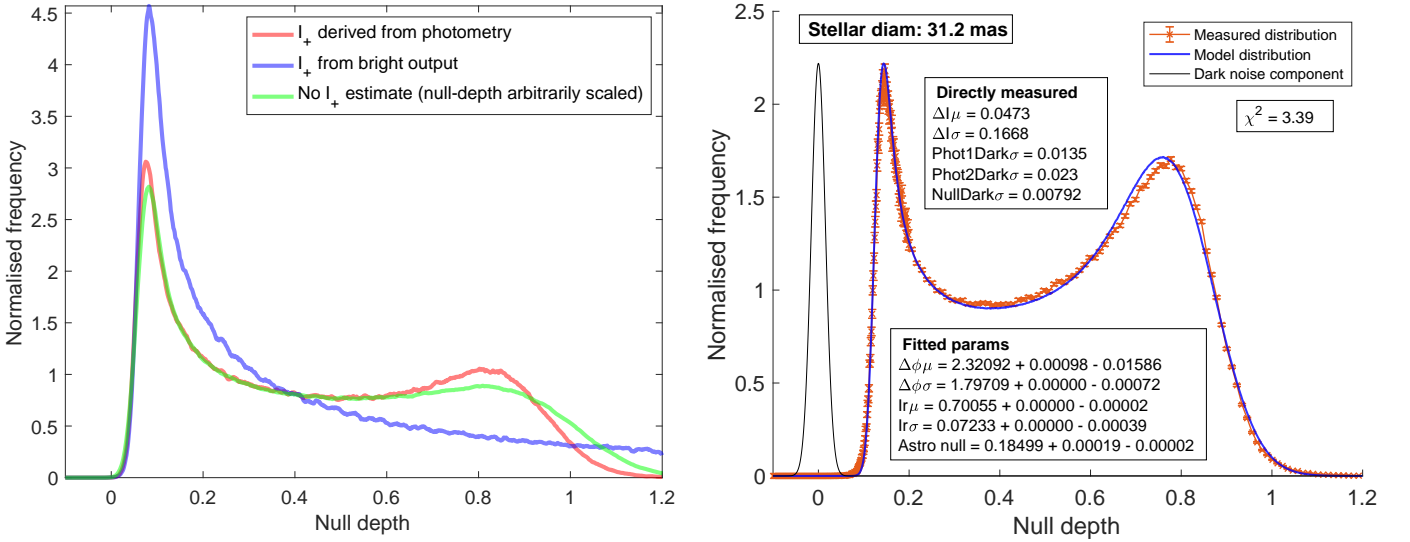 I+ derived from photometry
I+ from bright output
No I+ estimate (null-depth arbitrarily scaled)
4.5
4
3.5
3
2.5
2
1.5
1
0.5
0
Normalised frequency
0
0.2
0.4
0.6
0.8
1
1.2
Null depth
Stellar diam: 31.2 mas
Measured distribution
Model distribution
Dark noise component
χ2 = 3.39
Directly measured
ΔIμ = 0.0473
ΔIσ = 0.1668
Phot1Darkσ = 0.0135
Phot2Darkσ = 0.023
NullDarkσ = 0.00792
Fitted params
Δϕμ = 2.32092 + 0.00098 - 0.01586
Δϕσ = 1.79709 + 0.00000 - 0.00072
Irμ = 0.70055 + 0.00000 - 0.00002
Irσ = 0.07233 + 0.00000 - 0.00039
Astro null = 0.18499 + 0.00019 - 0.00002
2.5
2
1.5
1
0.5
0
Normalised frequency
0
0.2
0.4
0.6
0.8
1
1.2
Null depth